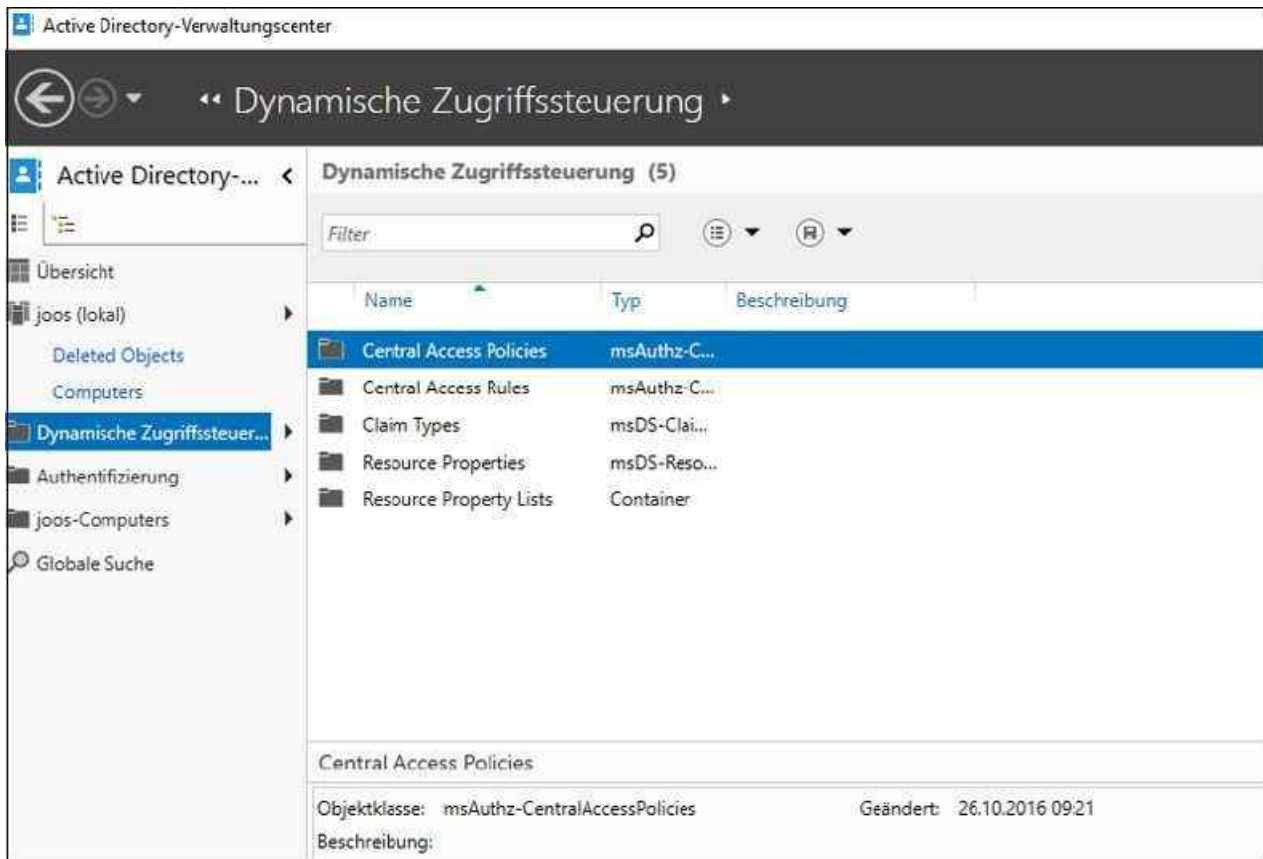 Active Directory-Verwaltungscenter
‹‹ Dynamische Zugriffssteuerung
Active Directory-...
Übersicht
joos (lokal)
Deleted Objects
Computers
Dynamische Zugriffssteuer...
Authentifizierung
joos-Computers
Globale Suche
Dynamische Zugriffssteuerung (5)
Filter
Name Typ Beschreibung
Central Access Policies msAuthz-C...
Central Access Rules msAuthz-C...
Claim Types msDS-Clai...
Resource Properties msDS-Reso...
Resource Property Lists Container
Central Access Policies
Objektklasse: msAuthz-CentralAccessPolicies Geändert: 26.10.2016 09:21
Beschreibung: